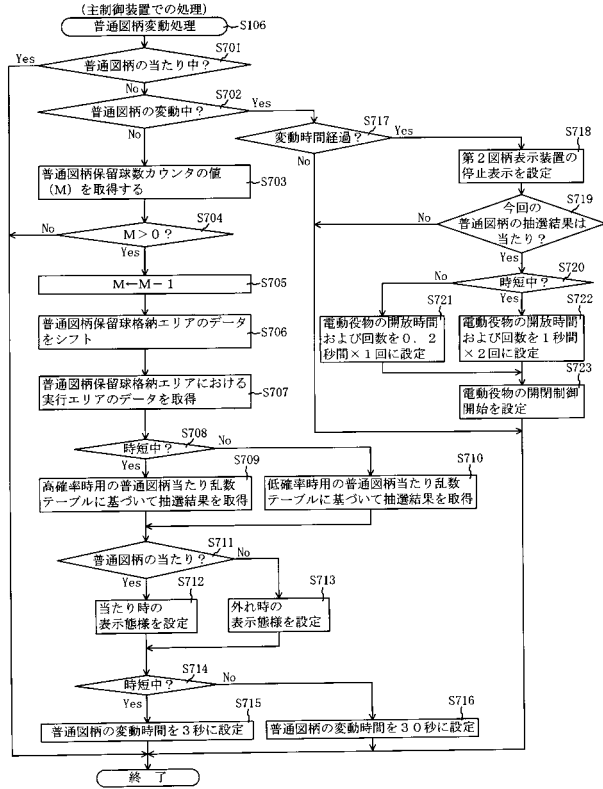 (主制御装置での処理)
普通図柄変動処理
S106
S701
Yes
普通図柄の当たり中?
No
S702
普通図柄の変動中?
Yes
No
S717
変動時間経過?
Yes
No
S718
第2図柄表示装置の
停止表示を設定
普通図柄保留球数カウンタの値
(M)を取得する
S703
S719
今回の
普通図柄の抽選結果は
当たり?
No
Yes
S704
M>0?
No
Yes
S720
時短中?
No
Yes
M←M-1
S705
S721
電動役物の開放時間
および回数を0.2
秒間×1回に設定
S722
電動役物の開放時間
および回数を1秒間
×2回に設定
普通図柄保留球格納エリアのデータ
をシフト
S706
S723
電動役物の開閉制御
開始を設定
普通図柄保留球格納エリアにおける
実行エリアのデータを取得
S707
S708
時短中?
No
Yes
S709
高確率時用の普通図柄当たり乱数
テーブルに基づいて抽選結果を取得
S710
低確率時用の普通図柄当たり乱数
テーブルに基づいて抽選結果を取得
S711
普通図柄の当たり?
No
Yes
S712
当たり時の
表示態様を設定
S713
外れ時の
表示態様を設定
S714
時短中?
No
Yes
S715
普通図柄の変動時間を3秒に設定
S716
普通図柄の変動時間を30秒に設定
終 了